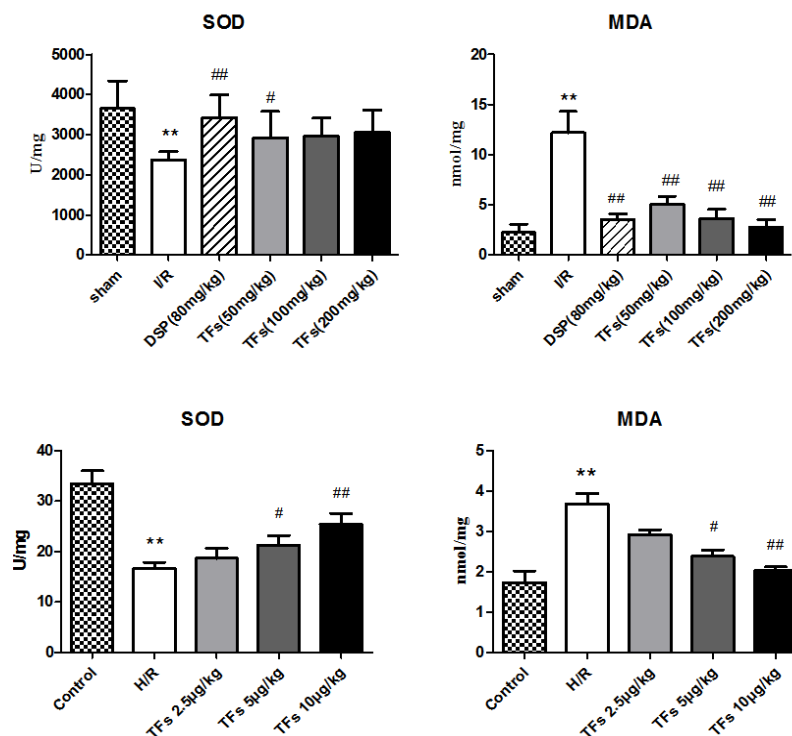 SOD
U/mg
5000
4000
3000
2000
1000
0
**
##
#
sham
I/R
DSP(80mg/kg)
TFs(50mg/kg)
TFs(100mg/kg)
TFs(200mg/kg)
MDA
nmol/mg
20
15
10
5
0
**
##
##
##
##
sham
I/R
DSP(80mg/kg)
TFs(50mg/kg)
TFs(100mg/kg)
TFs(200mg/kg)
SOD
U/mg
40
30
20
10
0
**
#
##
Control
H/R
TFs 2.5µg/kg
TFs 5µg/kg
TFs 10µg/kg
MDA
nmol/mg
5
4
3
2
1
0
**
#
##
Control
H/R
TFs 2.5µg/kg
TFs 5µg/kg
TFs 10µg/kg